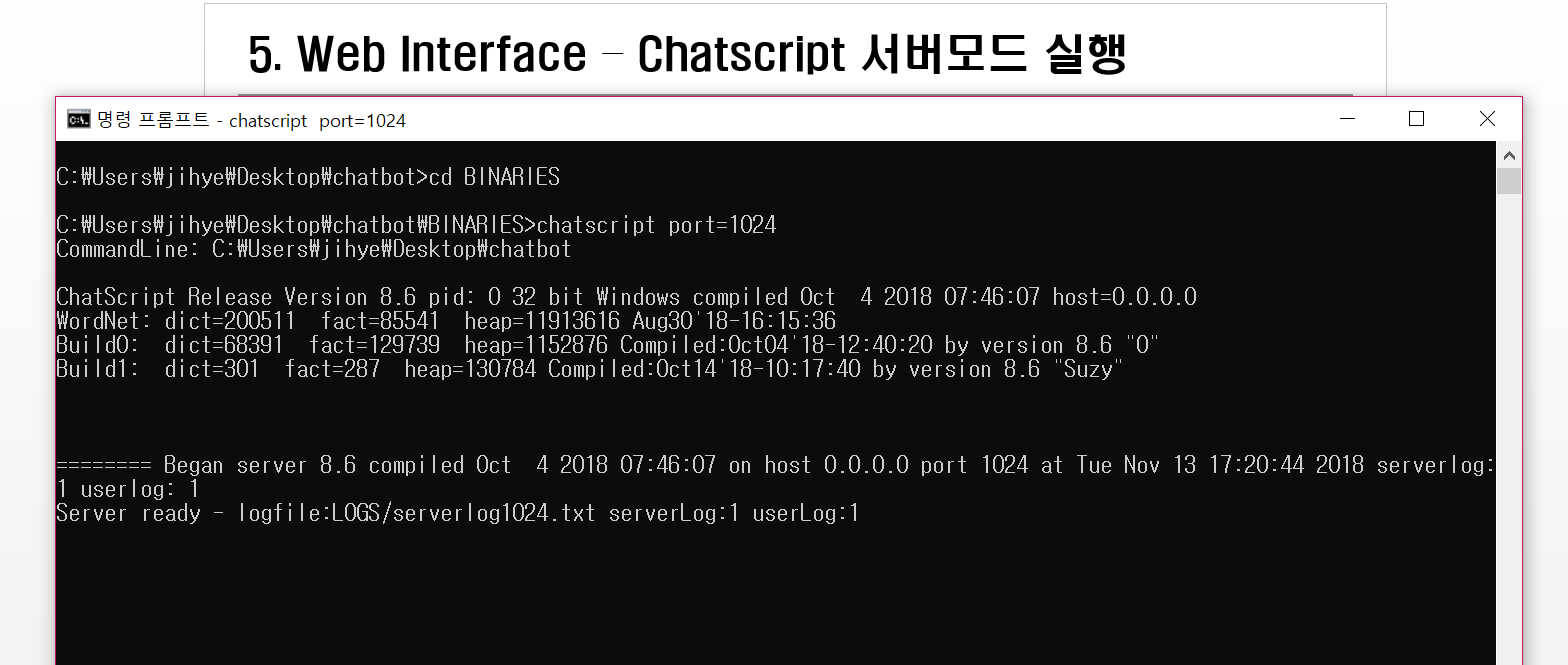 5. Web Interface – Chatscript 서버모드 실행
명령 프롬프트 - chatscript  port=1024
C:₩Users₩jihye₩Desktop₩chatbot>cd BINARIES
C:₩Users₩jihye₩Desktop₩chatbot₩BINARIES>chatscript port=1024
CommandLine: C:₩Users₩jihye₩Desktop₩chatbot
ChatScript Release Version 8.6 pid: 0 32 bit Windows compiled Oct  4 2018 07:46:07 host=0.0.0.0
WordNet: dict=200511  fact=85541  heap=11913616 Aug30'18-16:15:36
Build0:  dict=68391  fact=129739  heap=1152876 Compiled:Oct04'18-12:40:20 by version 8.6 "0"
Build1:  dict=301  fact=287  heap=130784 Compiled:Oct14'18-10:17:40 by version 8.6 "Suzy"
======== Began server 8.6 compiled Oct  4 2018 07:46:07 on host 0.0.0.0 port 1024 at Tue Nov 13 17:20:44 2018 serverlog:
1 userlog: 1
Server ready - logfile:LOGS/serverlog1024.txt serverLog:1 userLog:1